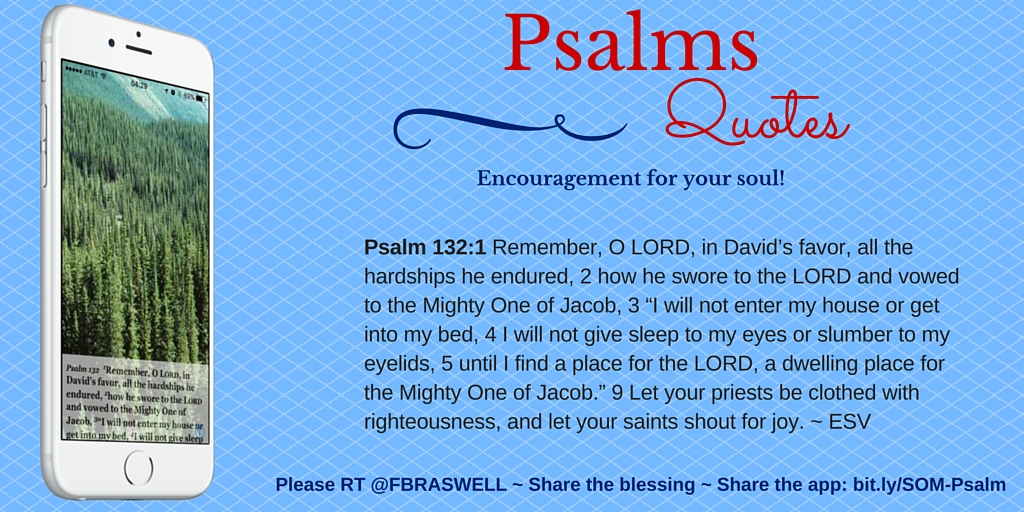 Psalms
Quotes
Encouragement for your soul!
Psalm 132:1 Remember, O LORD, in David’s favor, all the
hardships he endured, 2 how he swore to the LORD and vowed
to the Mighty One of Jacob, 3 “I will not enter my house or get
into my bed, 4 I will not give sleep to my eyes or slumber to my
eyelids, 5 until I find a place for the LORD, a dwelling place for
the Mighty One of Jacob.” 9 Let your priests be clothed with
righteousness, and let your saints shout for joy. ~ ESV
AT&T 04:29 69%
Psalm 132 ¹Remember, O LORD, in
David's favor, all the hardships he
endured, ²how he swore to the LORD
and vowed to the Mighty One of
Jacob, ³“I will not enter my house or
get into my bed, ⁴I will not give sleep
Please RT @FBRASWELL ~ Share the blessing ~ Share the app: bit.ly/SOM-Psalm